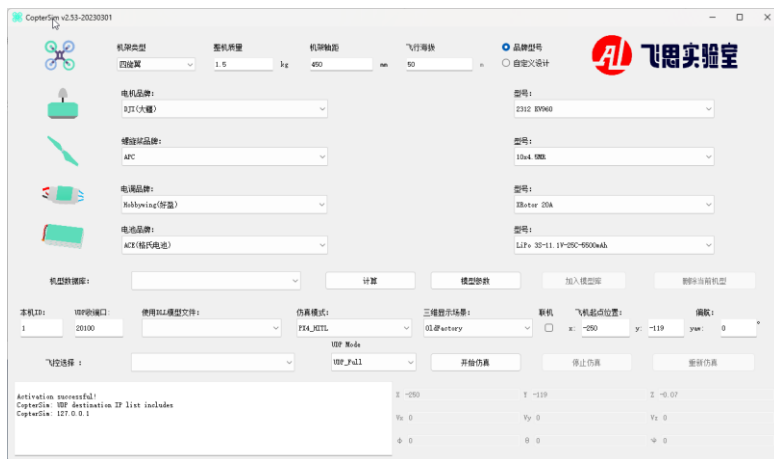 CopterSim v2.53-20230301
机架类型 整机质量 机架轴距 飞行海拔 品牌型号
四旋翼 1.5 kg 450 mm 50 m 自定义设计
飞思实验室
电机品牌: 型号:
DJI(大疆) 2312 KV960
螺旋桨品牌: 型号:
APC 10x4.5MR
电调品牌: 型号:
Hobbywing(好盈) XRotor 20A
电池品牌: 型号:
ACE(格氏电池) LiPo 3S-11.1V-25C-5500mAh
机型数据库: 计算 模型参数 加入模型库 删除当前机型
本机ID: UDP收端口: 使用DLL模型文件: 仿真模式: 三维显示场景: 联机 飞机起点位置: 偏航:
1 20100 PX4_HITL OldFactory x: -250 y: -119 yaw: 0 °
UDP Mode
飞控选择 : UDP_Full 开始仿真 停止仿真 重新仿真
Activation successful!
CopterSim: UDP destination IP list includes
CopterSim: 127.0.0.1
X -250 Y -119 Z -0.07
Vx 0 Vy 0 Vz 0
Φ 0 θ 0 Ψ 0